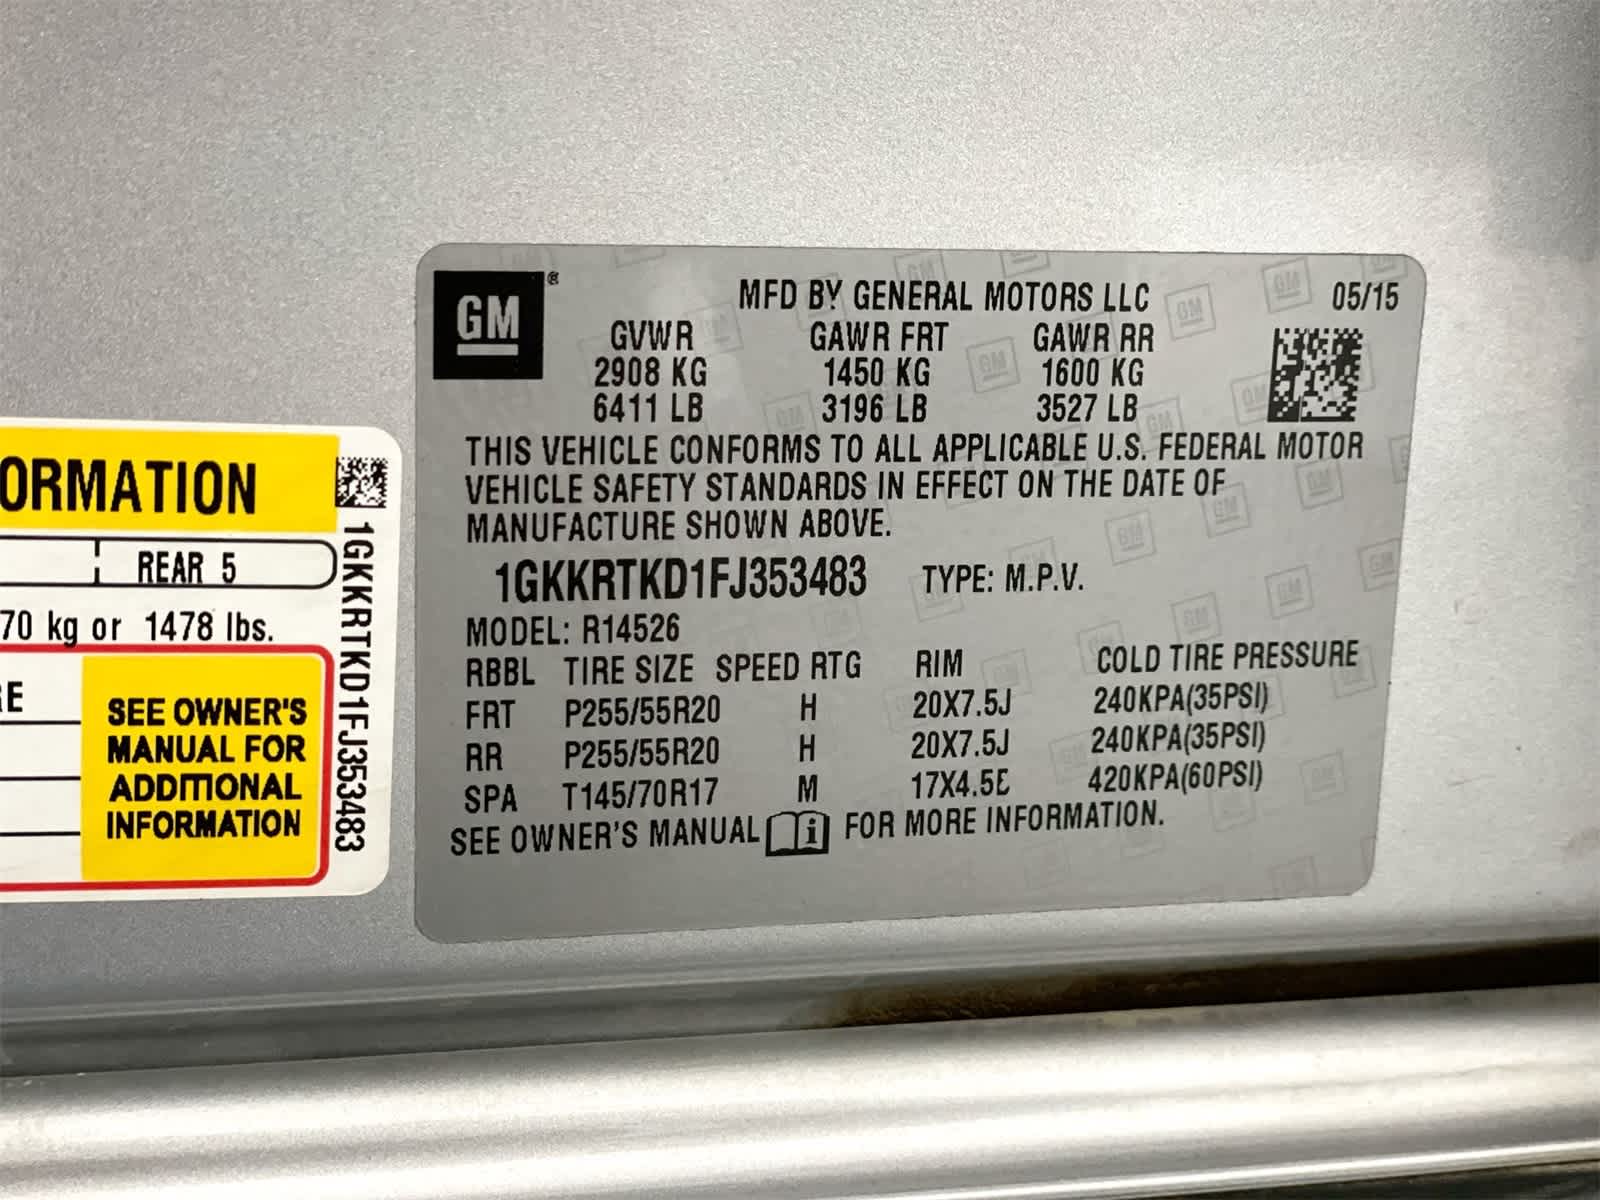 ORMATION
REAR 5
70 kg or 1478 lbs.
RE
SEE OWNER'S
MANUAL FOR
ADDITIONAL
INFORMATION
1GKKRTKD1FJ353483
GM®
MFD BY GENERAL MOTORS LLC 05/15
GVWR GAWR FRT GAWR RR
2908 KG 1450 KG 1600 KG
6411 LB 3196 LB 3527 LB
THIS VEHICLE CONFORMS TO ALL APPLICABLE U.S. FEDERAL MOTOR
VEHICLE SAFETY STANDARDS IN EFFECT ON THE DATE OF
MANUFACTURE SHOWN ABOVE.
1GKKRTKD1FJ353483 TYPE: M.P.V.
MODEL: R14526
RBBL TIRE SIZE SPEED RTG RIM COLD TIRE PRESSURE
FRT P255/55R20 H 20X7.5J 240KPA(35PSI)
RR P255/55R20 H 20X7.5J 240KPA(35PSI)
SPA T145/70R17 M 17X4.5B 420KPA(60PSI)
SEE OWNER'S MANUAL i FOR MORE INFORMATION.